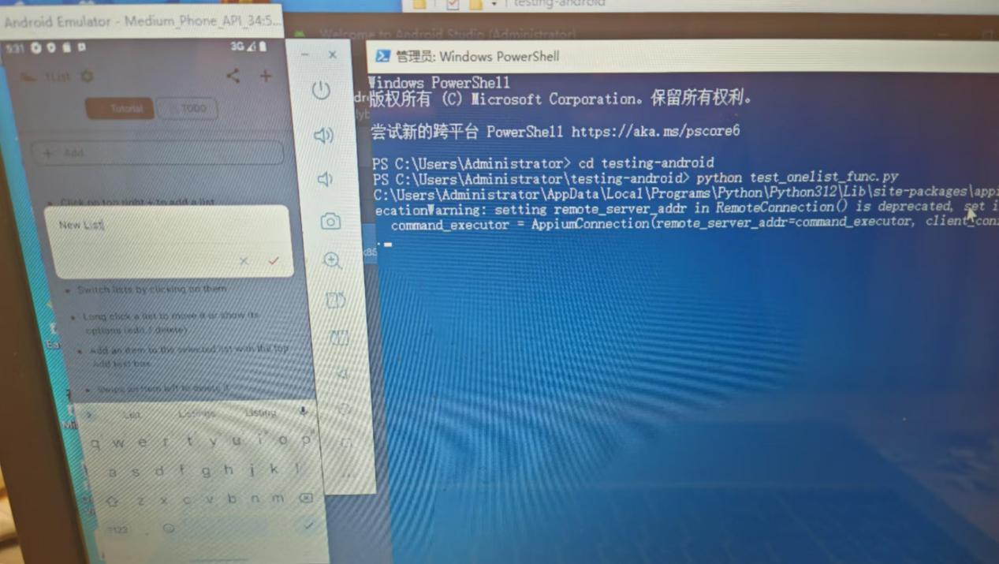 testing-android
Android Emulator - Medium_Phone_API_34:5...
Welcome to Android Studio (Administrator)
5:31
3G
1List
Tutorial
TODO
+ Add
Click on top right + to add a list
New List
Switch lists by clicking on them
Long click a list to move it or show its
options (edit / delete)
Add an item to the selected list with the top
Add text box
Swipe an item left to delete it
List
Listings
Listing
q w e r t y u i o p
a s d f g h j k l
z x c v b n m
?123
管理员: Windows PowerShell
Windows PowerShell
版权所有 (C) Microsoft Corporation。保留所有权利。
尝试新的跨平台 PowerShell https://aka.ms/pscore6
PS C:\Users\Administrator> cd testing-android
PS C:\Users\Administrator\testing-android> python test_onelist_func.py
C:\Users\Administrator\AppData\Local\Programs\Python\Python312\Lib\site-packages\app
ecationWarning: setting remote_server_addr in RemoteConnection() is deprecated, set i
command_executor = AppiumConnection(remote_server_addr=command_executor, client_con
.